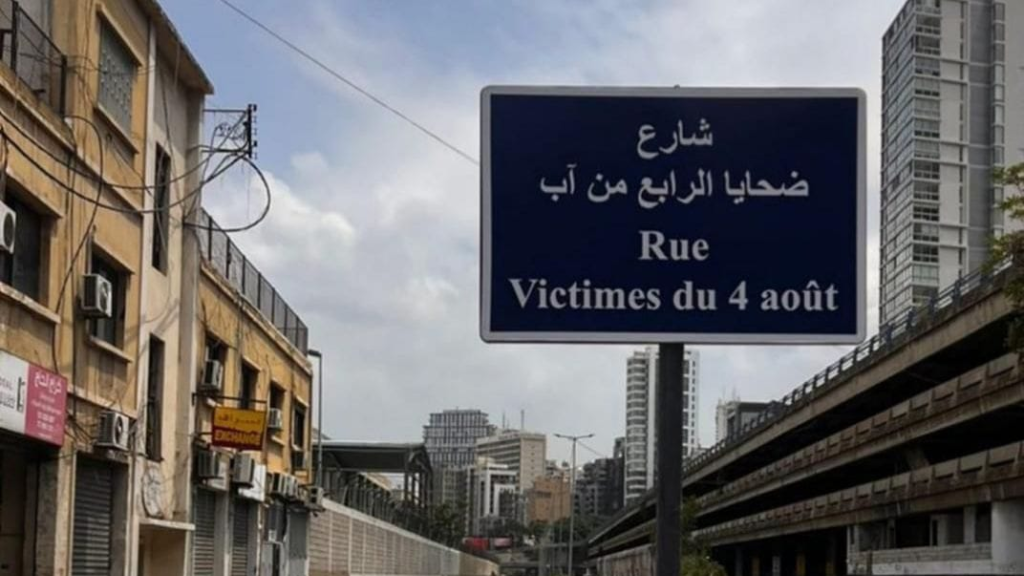 شارع
ضحايا الرابع من آب
Rue
Victimes du 4 août
EXCHANGE